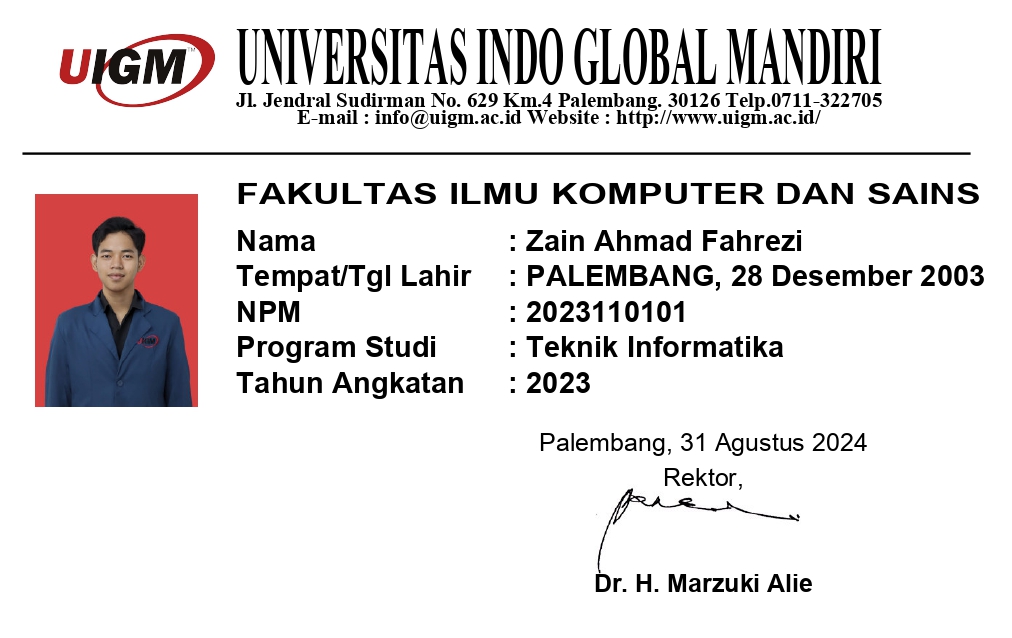 UIGM™
UNIVERSITAS INDO GLOBAL MANDIRI
Jl. Jendral Sudirman No. 629 Km.4 Palembang. 30126 Telp.0711-322705
E-mail : info@uigm.ac.id Website : http://www.uigm.ac.id/
FAKULTAS ILMU KOMPUTER DAN SAINS
Nama : Zain Ahmad Fahrezi
Tempat/Tgl Lahir : PALEMBANG, 28 Desember 2003
NPM : 2023110101
Program Studi : Teknik Informatika
Tahun Angkatan : 2023
UIGM
Palembang, 31 Agustus 2024
Rektor,
Dr. H. Marzuki Alie